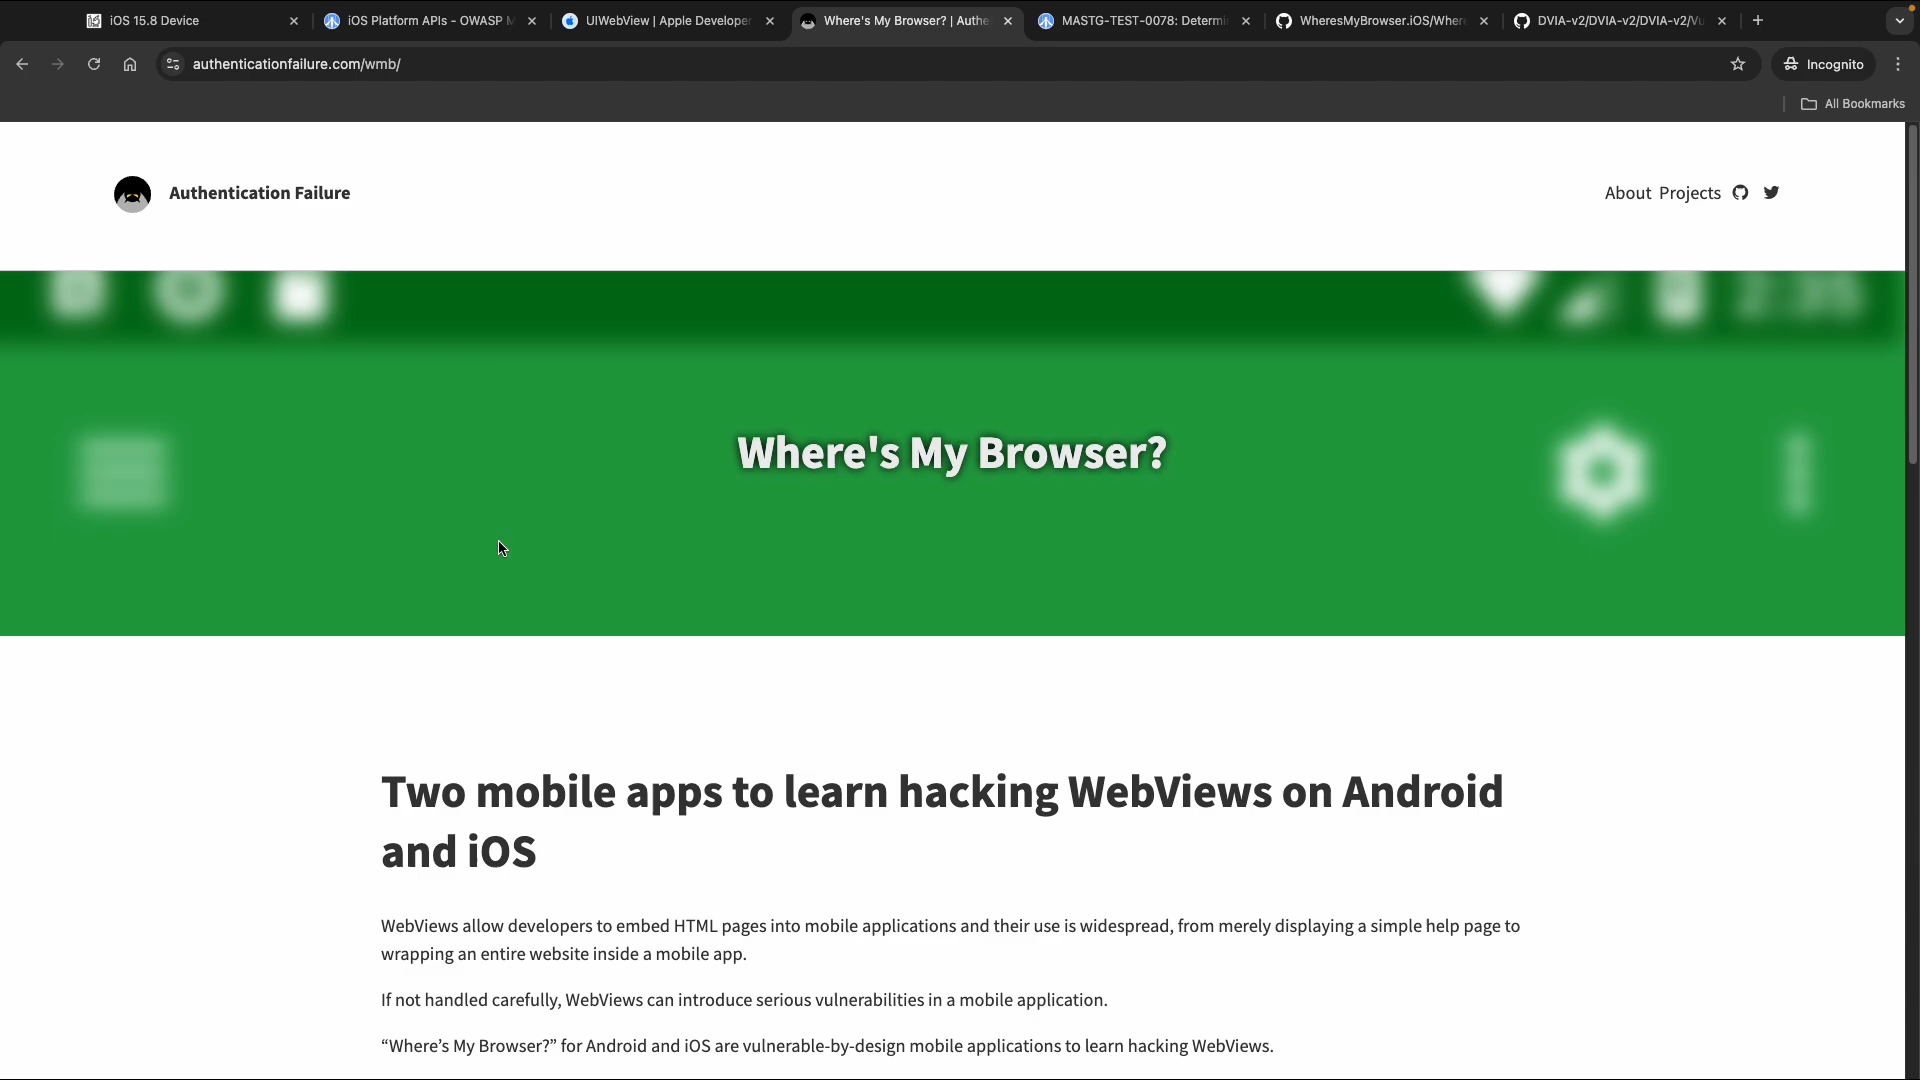 iOS 15.8 Device
iOS Platform APIs - OWASP M
UIWebView | Apple Developer
Where's My Browser? | Authe
MASTG-TEST-0078: Determi
WheresMyBrowser.iOS/Where
DVIA-v2/DVIA-v2/DVIA-v2/Vu
authenticationfailure.com/wmb/
Incognito
All Bookmarks
Authentication Failure
About Projects
2:35
Where's My Browser?
Two mobile apps to learn hacking WebViews on Android
and iOS
WebViews allow developers to embed HTML pages into mobile applications and their use is widespread, from merely displaying a simple help page to
wrapping an entire website inside a mobile app.
If not handled carefully, WebViews can introduce serious vulnerabilities in a mobile application.
“Where’s My Browser?” for Android and iOS are vulnerable-by-design mobile applications to learn hacking WebViews.